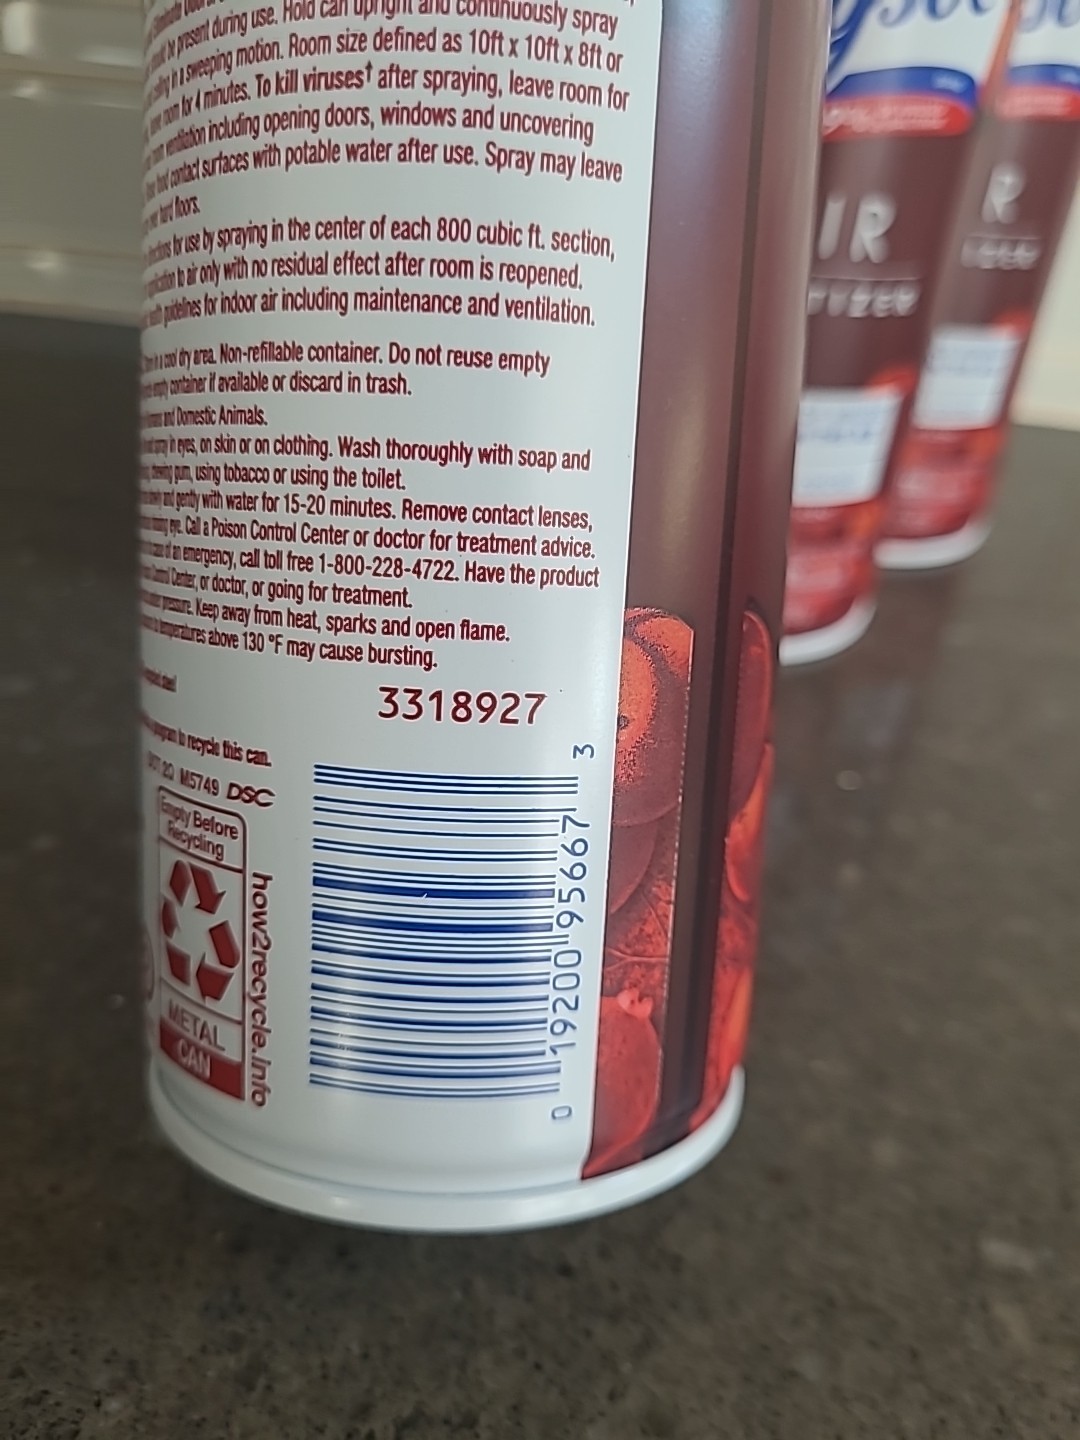 present during use. Hold can upright and continuously spray
in a sweeping motion. Room size defined as 10ft x 10ft x 8ft or
room for 4 minutes. To kill viruses† after spraying, leave room for
ventilation including opening doors, windows and uncovering
food contact surfaces with potable water after use. Spray may leave
hard floors.
for use by spraying in the center of each 800 cubic ft. section,
to air only with no residual effect after room is reopened.
guidelines for indoor air including maintenance and ventilation.
in a cool dry area. Non-refillable container. Do not reuse empty
empty container if available or discard in trash.
and Domestic Animals.
spray in eyes, on skin or on clothing. Wash thoroughly with soap and
chewing gum, using tobacco or using the toilet.
and gently with water for 15-20 minutes. Remove contact lenses,
eye. Call a Poison Control Center or doctor for treatment advice.
of an emergency, call toll free 1-800-228-4722. Have the product
Control Center, or doctor, or going for treatment.
pressure. Keep away from heat, sparks and open flame.
temperatures above 130 °F may cause bursting.
3318927
program to recycle this can.
M5749 DSC
Empty Before
Recycling
METAL
CAN
how2recycle.info
0 19200 95667 3
IR
R